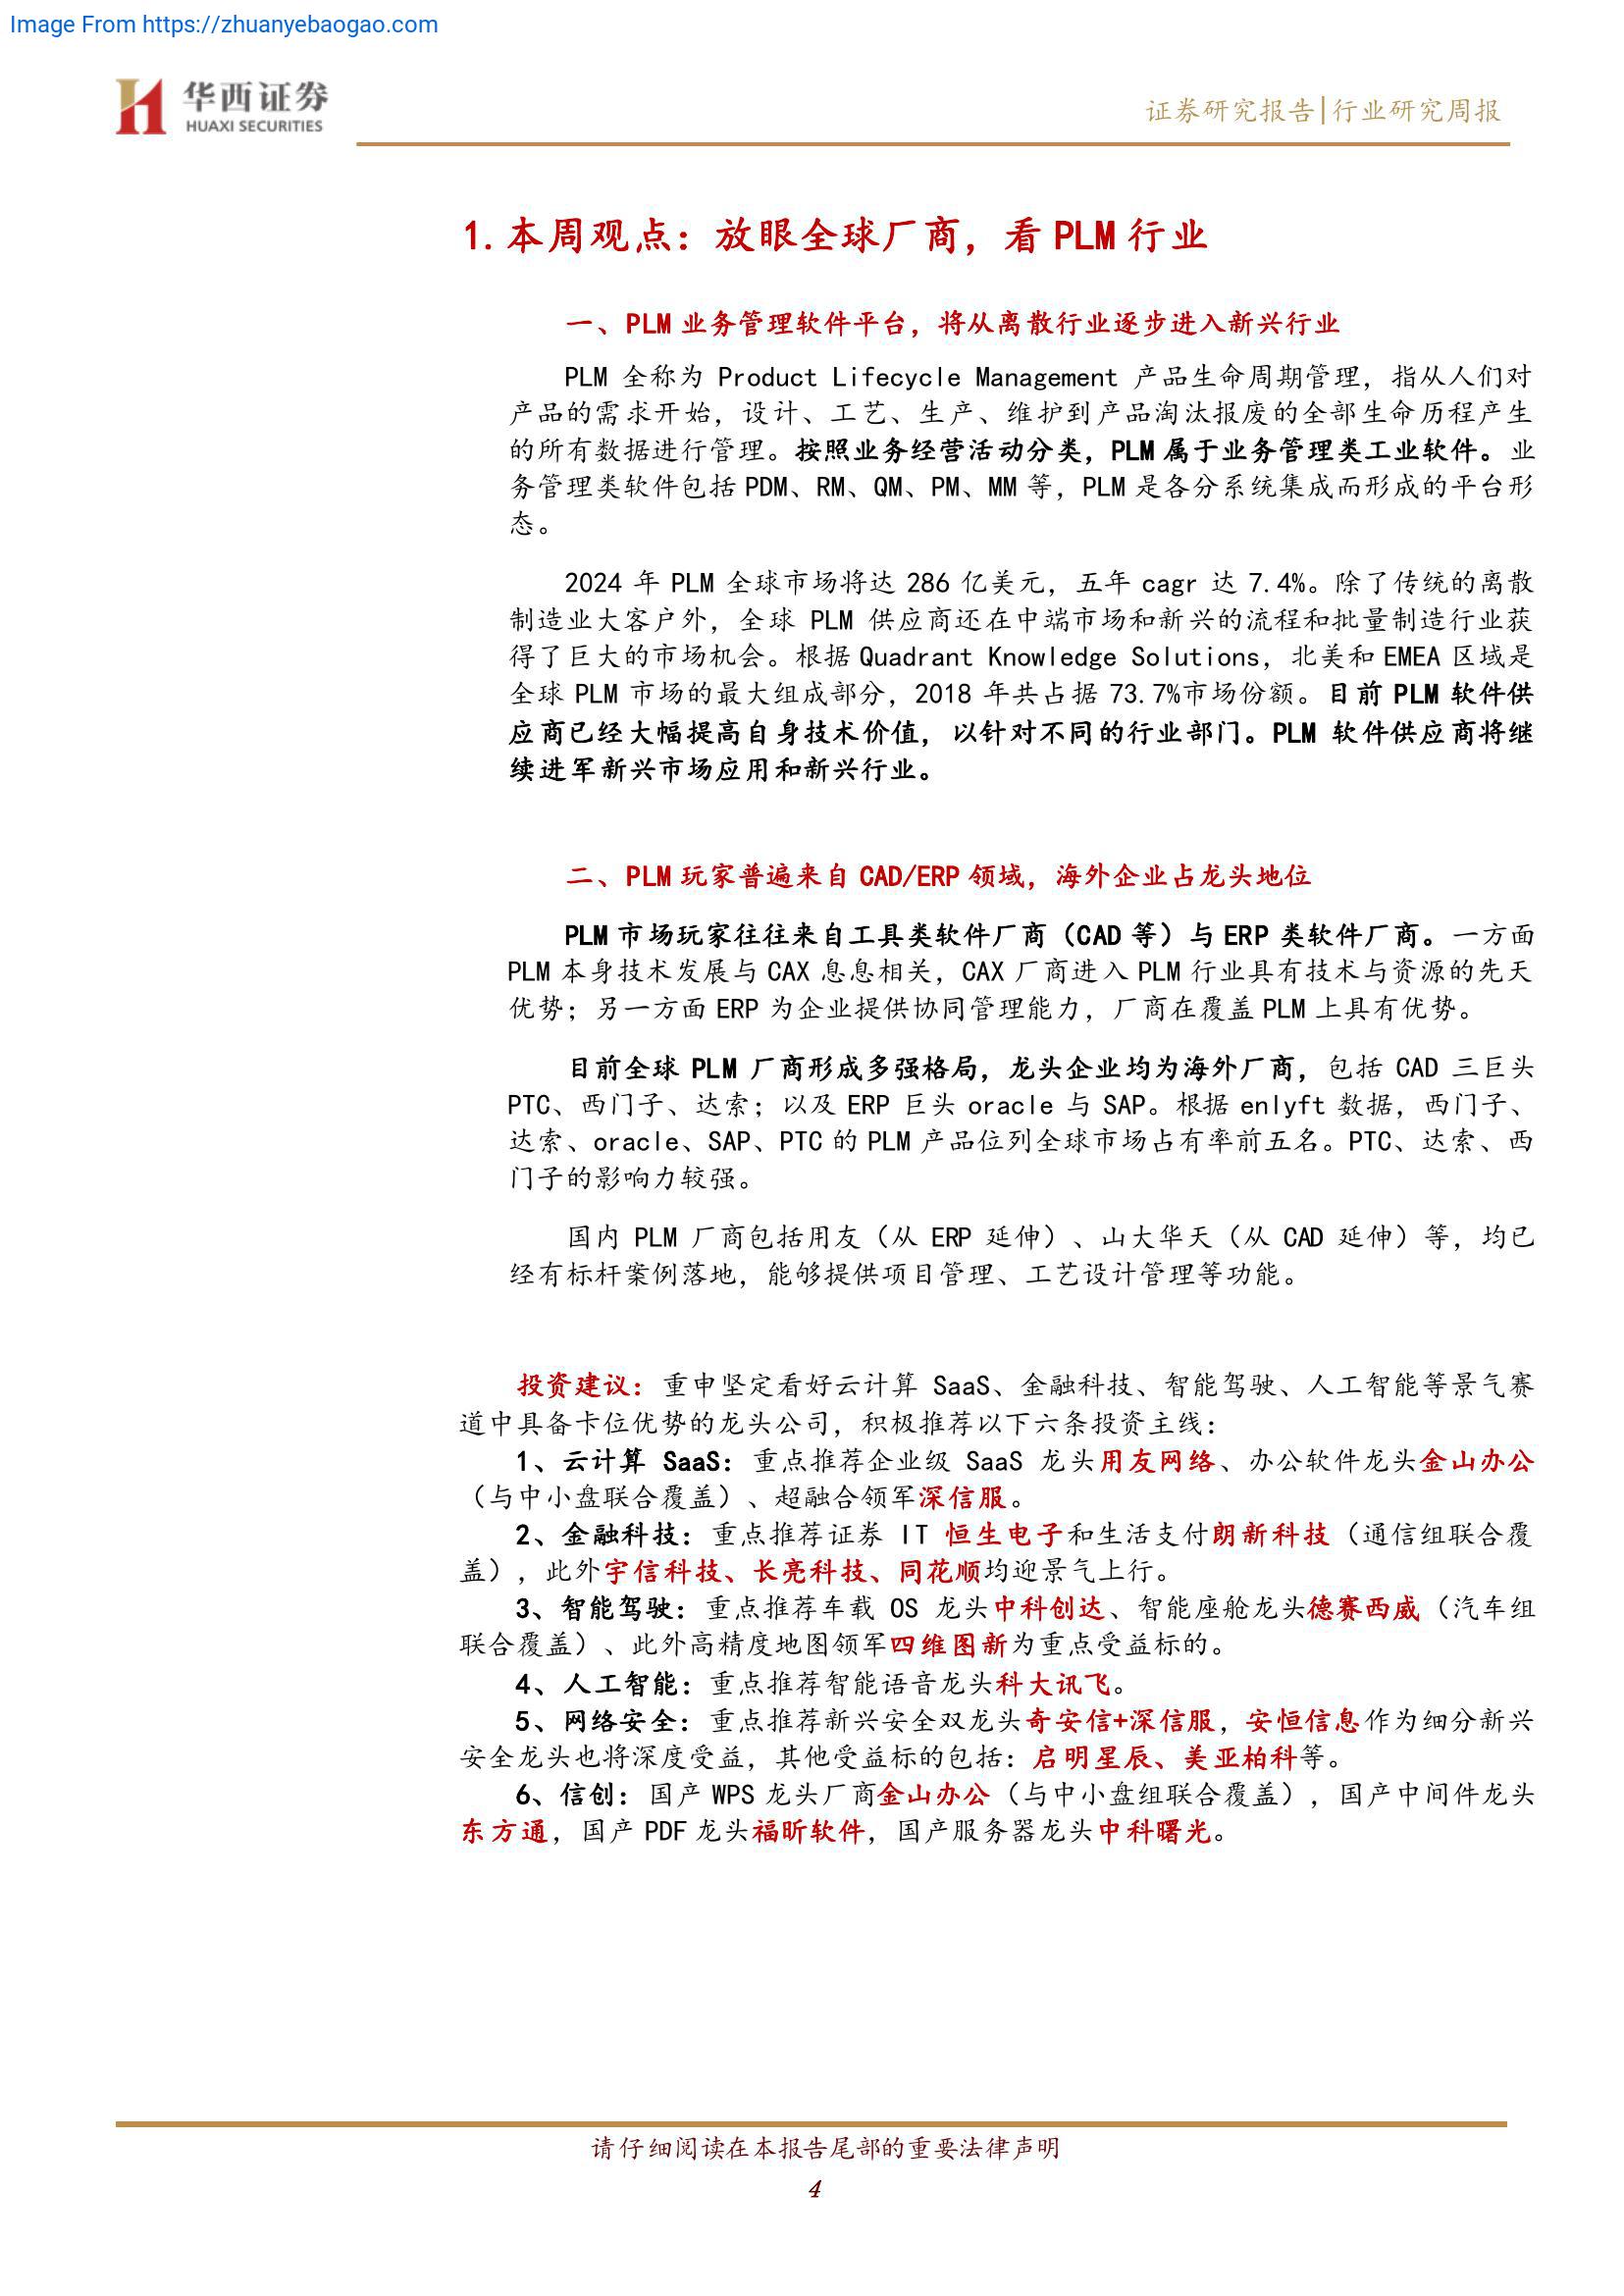 Image From https://zhuanyebaogao.com
华西证券
HUAXI SECURITIES
证券研究报告|行业研究周报
1.本周观点：放眼全球厂商，看 PLM 行业
一、PLM 业务管理软件平台，将从离散行业逐步进入新兴行业
PLM 全称为 Product Lifecycle Management 产品生命周期管理，指从人们对
产品的需求开始，设计、工艺、生产、维护到产品淘汰报废的全部生命历程产生
的所有数据进行管理。按照业务经营活动分类，PLM 属于业务管理类工业软件。业
务管理类软件包括 PDM、RM、QM、PM、MM 等，PLM 是各分系统集成而形成的平台形
态。
2024 年 PLM 全球市场将达 286 亿美元，五年 cagr 达 7.4%。除了传统的离散
制造业大客户外，全球 PLM 供应商还在中端市场和新兴的流程和批量制造行业获
得了巨大的市场机会。根据 Quadrant Knowledge Solutions，北美和 EMEA 区域是
全球 PLM 市场的最大组成部分，2018 年共占据 73.7%市场份额。目前 PLM 软件供
应商已经大幅提高自身技术价值，以针对不同的行业部门。PLM 软件供应商将继
续进军新兴市场应用和新兴行业。
二、PLM 玩家普遍来自 CAD/ERP 领域，海外企业占龙头地位
PLM 市场玩家往往来自工具类软件厂商（CAD 等）与 ERP 类软件厂商。一方面
PLM 本身技术发展与 CAX 息息相关，CAX 厂商进入 PLM 行业具有技术与资源的先天
优势；另一方面 ERP 为企业提供协同管理能力，厂商在覆盖 PLM 上具有优势。
目前全球 PLM 厂商形成多强格局，龙头企业均为海外厂商，包括 CAD 三巨头
PTC、西门子、达索；以及 ERP 巨头 oracle 与 SAP。根据 enlyft 数据，西门子、
达索、oracle、SAP、PTC 的 PLM 产品位列全球市场占有率前五名。PTC、达索、西
门子的影响力较强。
国内 PLM 厂商包括用友（从 ERP 延伸）、山大华天（从 CAD 延伸）等，均已
经有标杆案例落地，能够提供项目管理、工艺设计管理等功能。
投资建议：重申坚定看好云计算 SaaS、金融科技、智能驾驶、人工智能等景气赛
道中具备卡位优势的龙头公司，积极推荐以下六条投资主线：
1、云计算 SaaS：重点推荐企业级 SaaS 龙头用友网络、办公软件龙头金山办公
（与中小盘联合覆盖）、超融合领军深信服。
2、金融科技：重点推荐证券 IT 恒生电子和生活支付朗新科技（通信组联合覆
盖），此外宇信科技、长亮科技、同花顺均迎景气上行。
3、智能驾驶：重点推荐车载 OS 龙头中科创达、智能座舱龙头德赛西威（汽车组
联合覆盖）、此外高精度地图领军四维图新为重点受益标的。
4、人工智能：重点推荐智能语音龙头科大讯飞。
5、网络安全：重点推荐新兴安全双龙头奇安信+深信服，安恒信息作为细分新兴
安全龙头也将深度受益，其他受益标的包括：启明星辰、美亚柏科等。
6、信创：国产 WPS 龙头厂商金山办公（与中小盘组联合覆盖），国产中间件龙头
东方通，国产 PDF 龙头福昕软件，国产服务器龙头中科曙光。
请仔细阅读在本报告尾部的重要法律声明
4